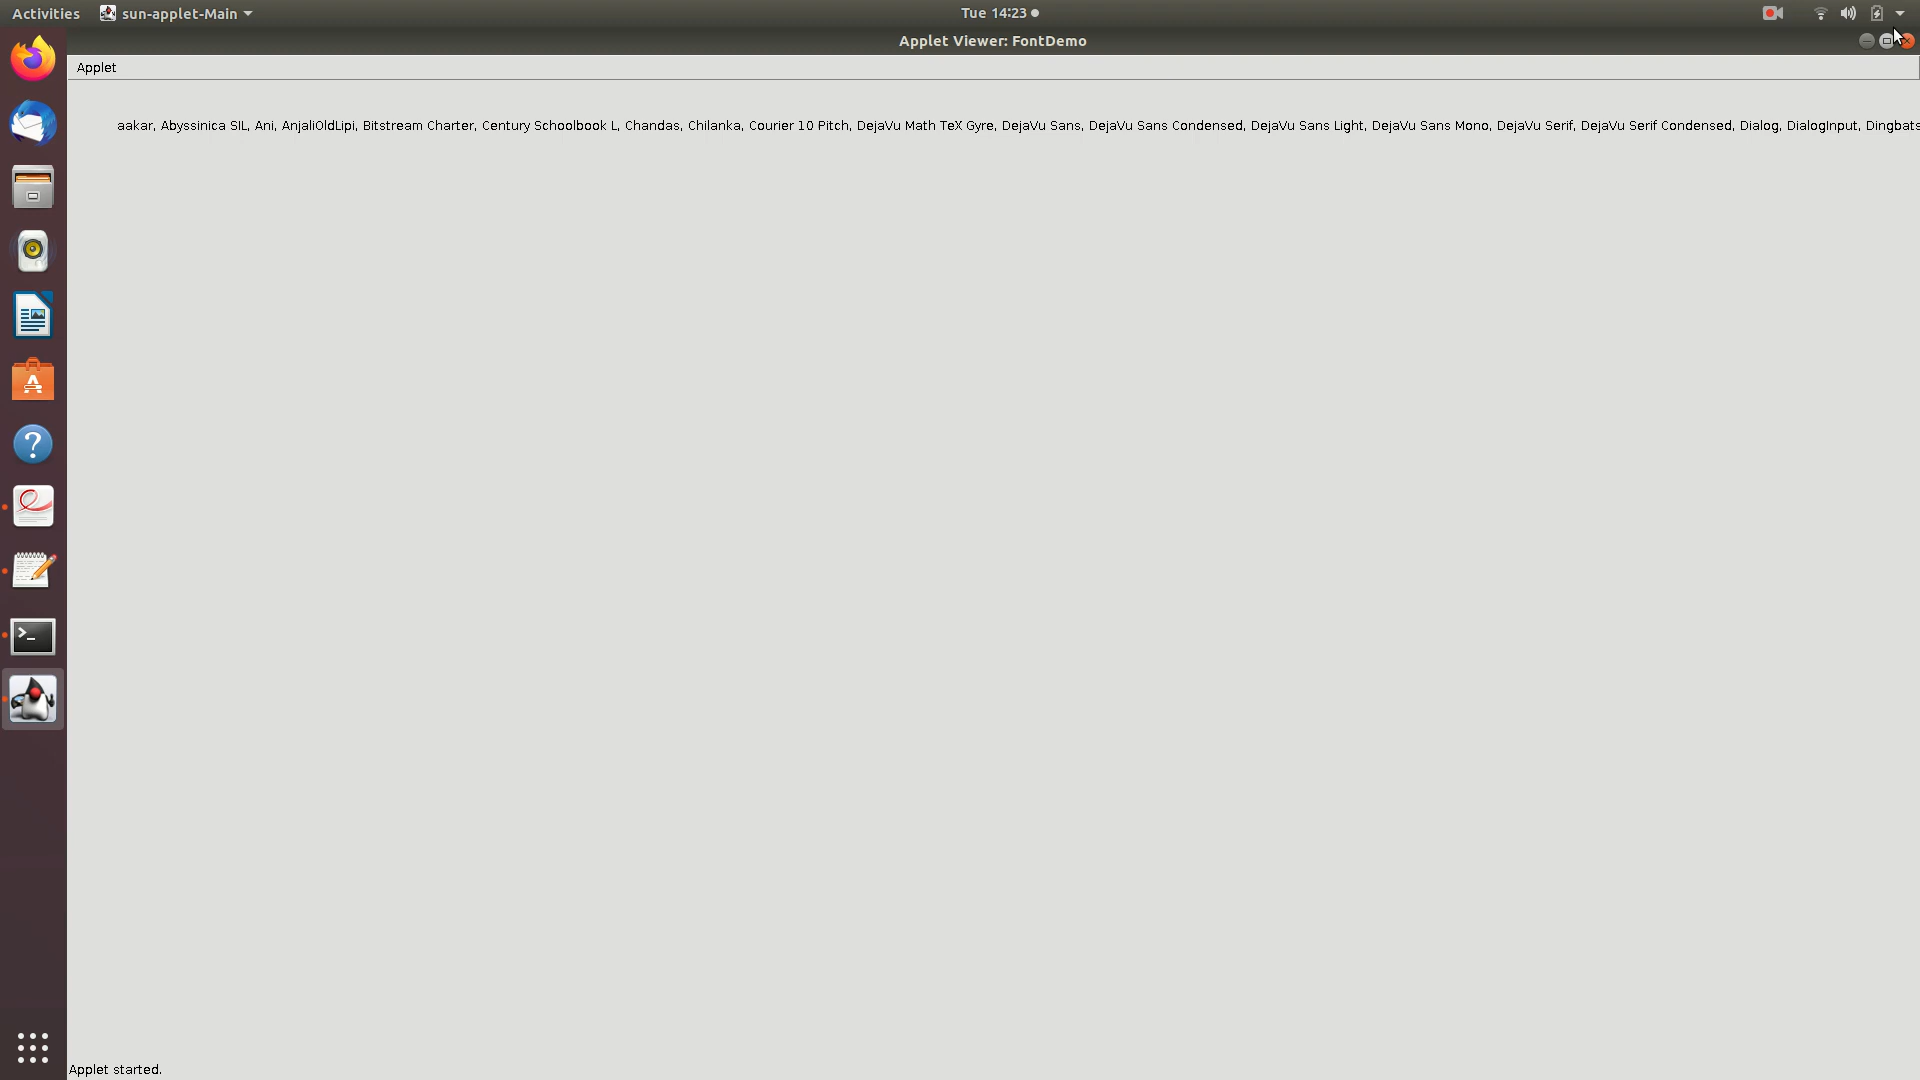 Activities sun-applet-Main Tue 14:23
Applet Viewer: FontDemo
Applet
aakar, Abyssinica SIL, Ani, AnjaliOldLipi, Bitstream Charter, Century Schoolbook L, Chandas, Chilanka, Courier 10 Pitch, DejaVu Math TeX Gyre, DejaVu Sans, DejaVu Sans Condensed, DejaVu Sans Light, DejaVu Sans Mono, DejaVu Serif, DejaVu Serif Condensed, Dialog, DialogInput, Dingbats
Applet started.